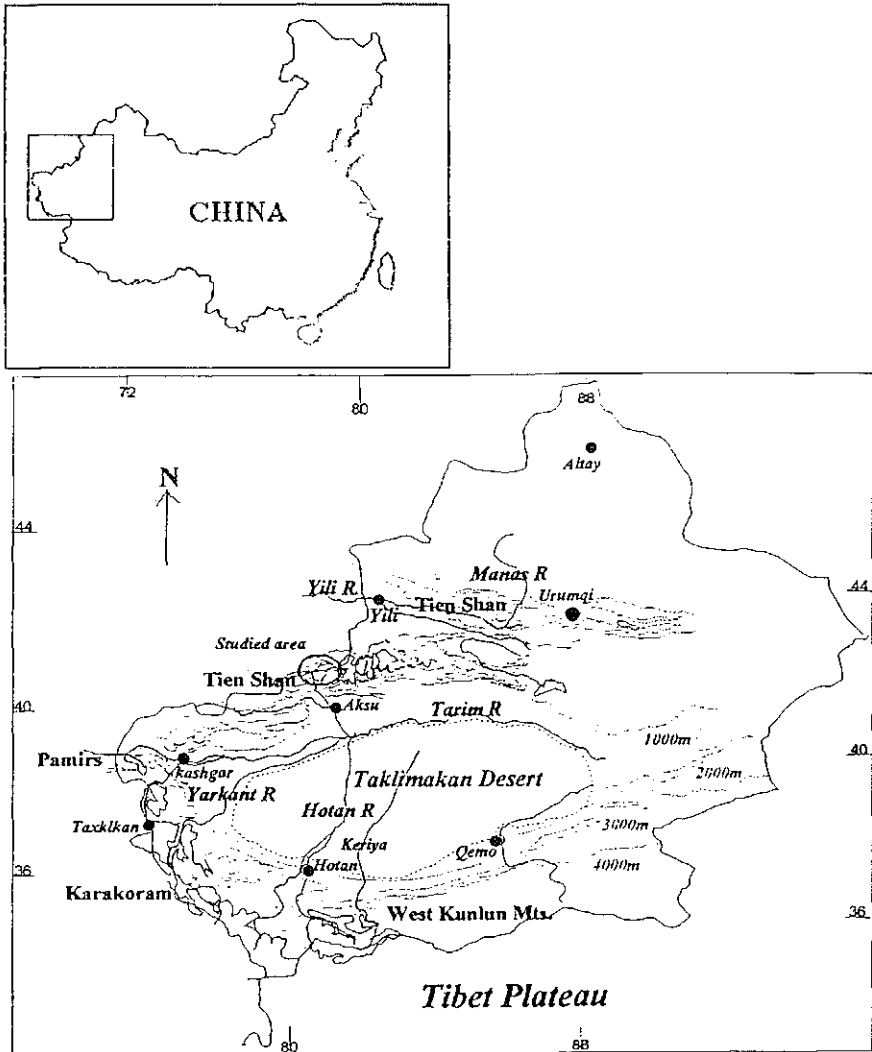 CHINA
72
80
88
Altay
N
44
Manas R
44
Yili R.
Urumqi
Tien Shan
Yili
Studied area
Tien Shan
40
Aksu
Tarim R
1000m
40
Pamirs
kashgar
2000m
Taklimakan Desert
Yarkant R
Hotan R
3000m
Taxklkan
Keriya
Qemo
Hotan
4000m
36
Karakoram
West Kunlun Mts.
36
Tibet Plateau
80
88